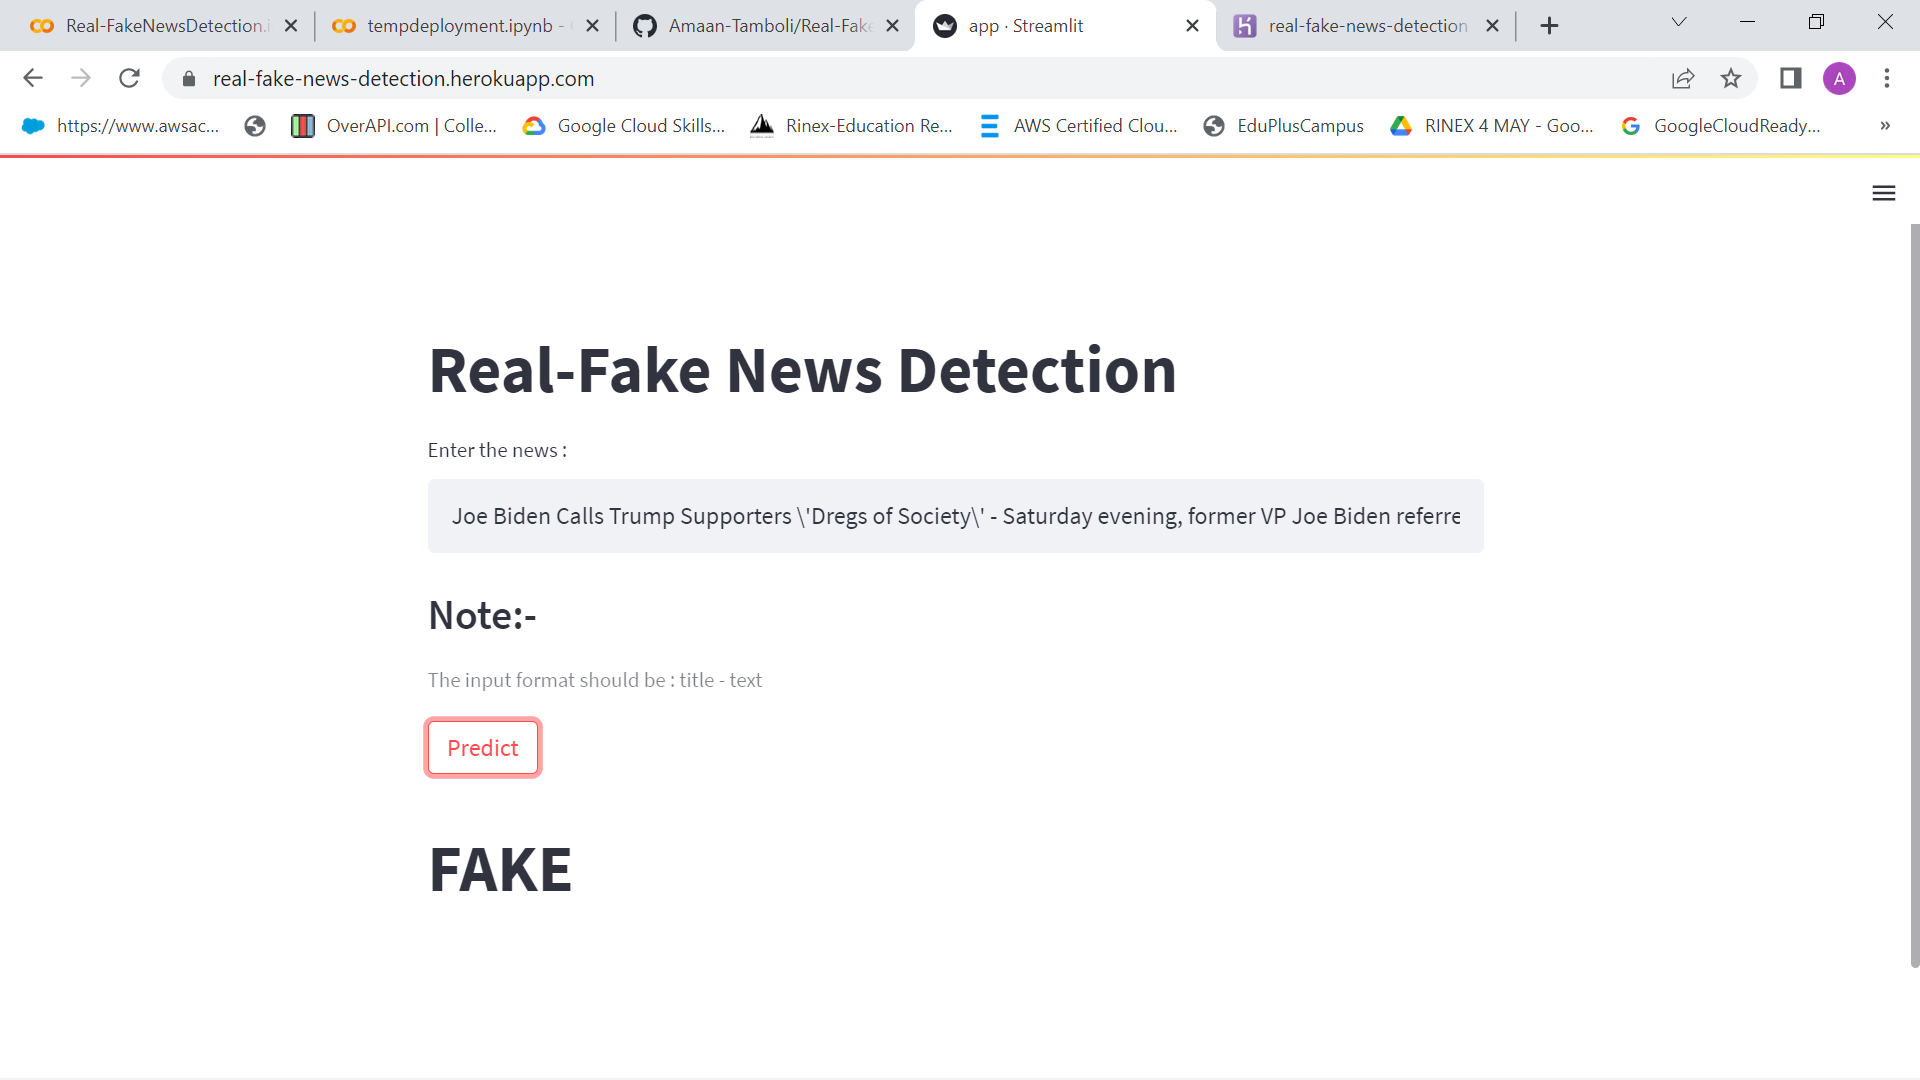 Real-FakeNewsDetection.i
tempdeployment.ipynb -
Amaan-Tamboli/Real-Fake
app · Streamlit
real-fake-news-detection
real-fake-news-detection.herokuapp.com
A
https://www.awsac...
OverAPI.com | Colle...
Google Cloud Skills...
Rinex-Education Re...
AWS Certified Clou...
EduPlusCampus
RINEX 4 MAY - Goo...
GoogleCloudReady...
»
Real-Fake News Detection
Enter the news :
Joe Biden Calls Trump Supporters \'Dregs of Society\' - Saturday evening, former VP Joe Biden referre
Note:-
The input format should be : title - text
Predict
FAKE